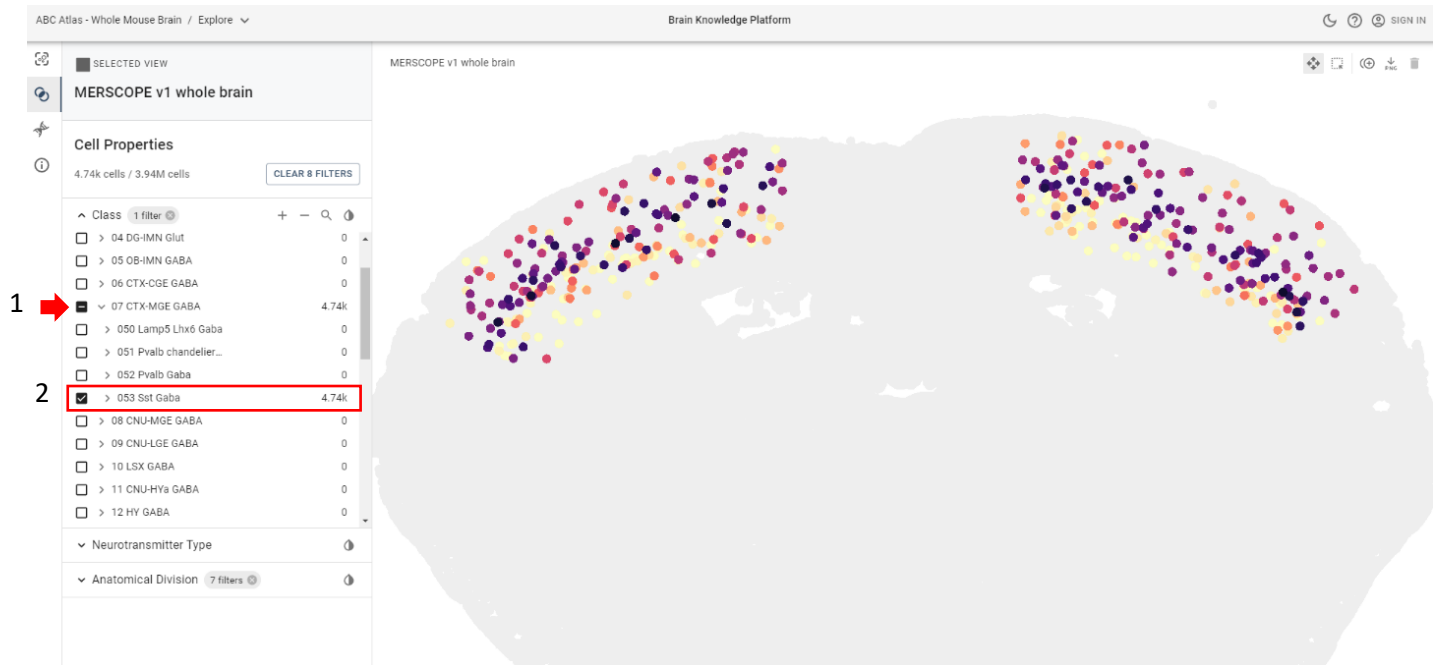 ABC Atlas - Whole Mouse Brain / Explore
Brain Knowledge Platform
SIGN IN
SELECTED VIEW
MERSCOPE v1 whole brain
MERSCOPE v1 whole brain
PNG
Cell Properties
4.74k cells / 3.94M cells
CLEAR 8 FILTERS
Class 1 filter
04 DG-IMN Glut 0
05 OB-IMN GABA 0
06 CTX-CGE GABA 0
1
07 CTX-MGE GABA 4.74k
050 Lamp5 Lhx6 Gaba 0
051 Pvalb chandelier... 0
052 Pvalb Gaba 0
2
053 Sst Gaba 4.74k
08 CNU-MGE GABA 0
09 CNU-LGE GABA 0
10 LSX GABA 0
11 CNU-HYa GABA 0
12 HY GABA 0
Neurotransmitter Type
Anatomical Division 7 filters